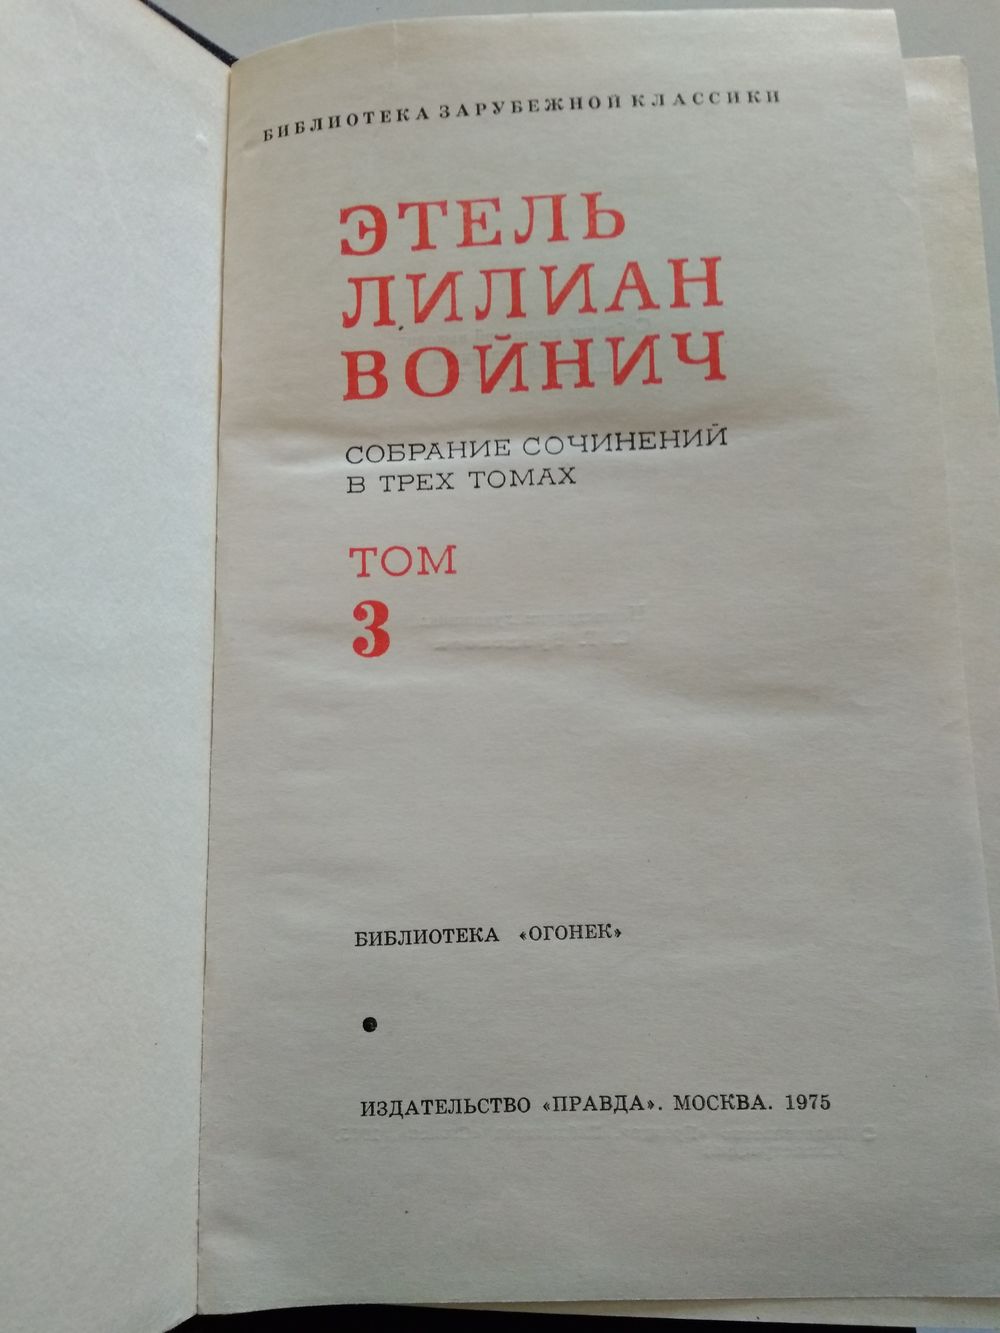 БИБЛИОТЕКА ЗАРУБЕЖНОЙ КЛАССИКИ
ЭТЕЛЬ
ЛИЛИАН
ВОЙНИЧ
СОБРАНИЕ СОЧИНЕНИЙ
В ТРЕХ ТОМАХ
ТОМ
3
БИБЛИОТЕКА «ОГОНЕК»
ИЗДАТЕЛЬСТВО «ПРАВДА». МОСКВА. 1975